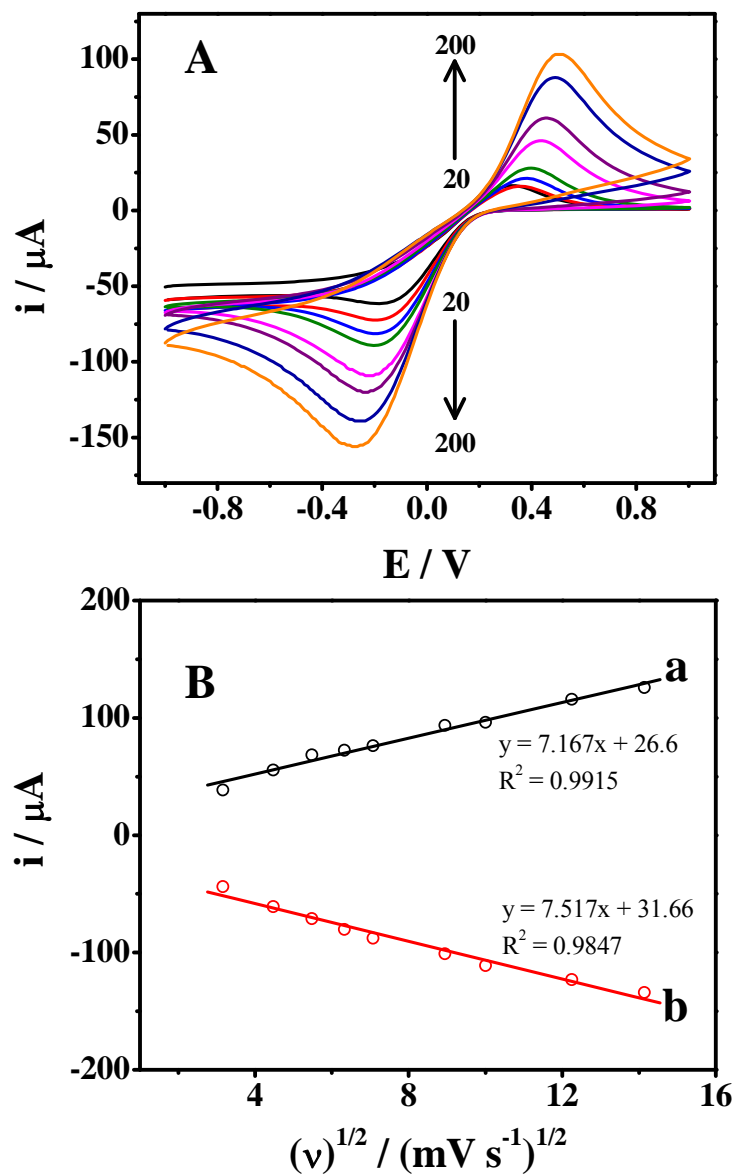 A
200
20
20
200
100
50
0
-50
-100
-150
i / μA
-0.8 -0.4 0.0 0.4 0.8
E / V
B
a
y = 7.167x + 26.6
R² = 0.9915
y = 7.517x + 31.66
R² = 0.9847
b
200
100
0
-100
-200
i / μA
4 8 12 16
(ν)^1/2 / (mV s⁻¹)^1/2